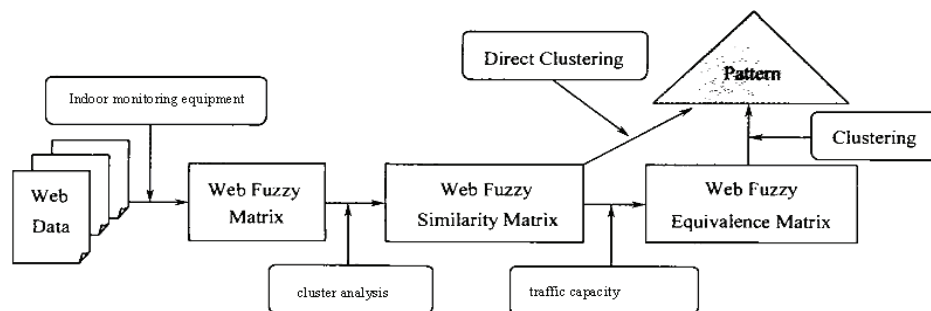 Direct Clustering
Pattern
Indoor monitoring equipment
Clustering
Web
Data
Web Fuzzy
Matrix
Web Fuzzy
Similarity Matrix
Web Fuzzy
Equivalence Matrix
cluster analysis
traffic capacity